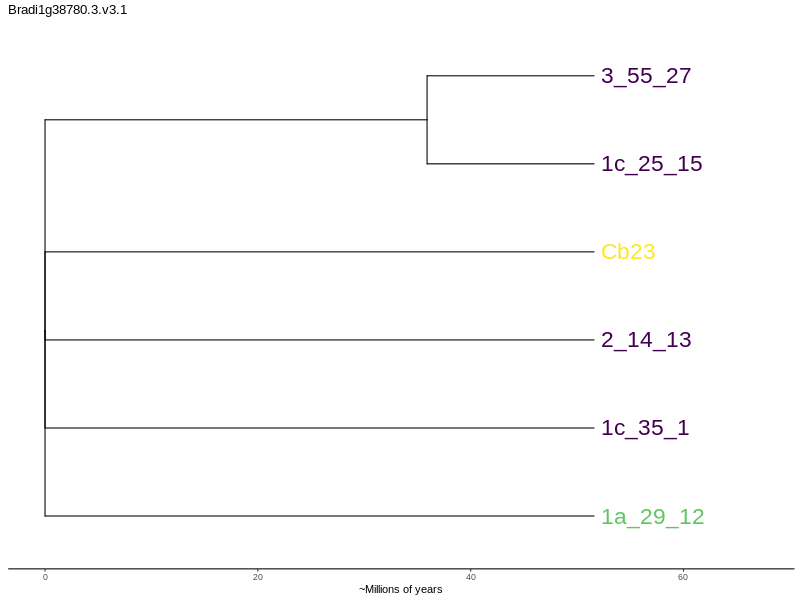 Bradi1g38780.3.v3.1
3_55_27
1c_25_15
Cb23
2_14_13
1c_35_1
1a_29_12
0 20 40 60
~Millions of years